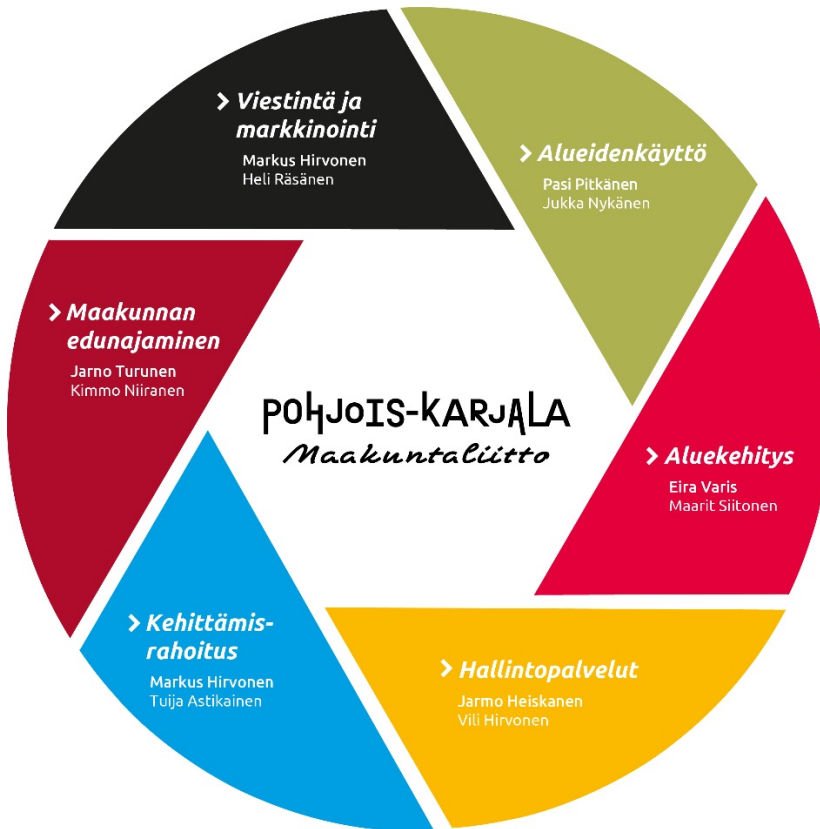 Viestintä ja
markkinointi
Markus Hirvonen
Heli Räsänen
Alueidenkäyttö
Pasi Pitkänen
Jukka Nykänen
Maakunnan
edunajaminen
Jarno Turunen
Kimmo Niiranen
POHJOIS-KARJALA
Maakuntaliitto
Aluekehitys
Eira Varis
Maarit Siitonen
Kehittämis-
rahoitus
Markus Hirvonen
Tuija Astikainen
Hallintopalvelut
Jarmo Heiskanen
Vili Hirvonen